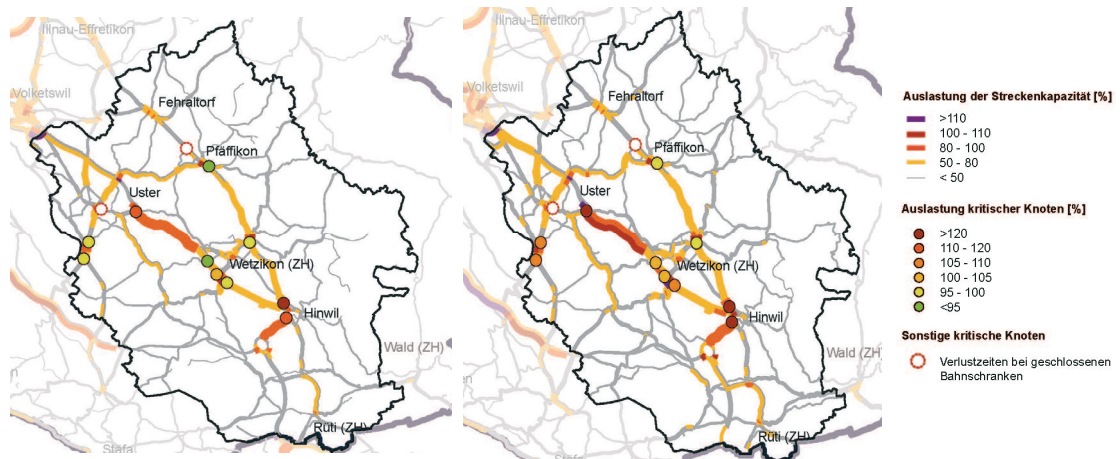 Illnau-Effretikon
Volketswil
Fehraltorf
Pfäffikon
Uster
Wetzikon (ZH)
Hinwil
Wald (ZH)
Rüti (ZH)
Stäfa
Illnau-Effretikon
Volketswil
Fehraltorf
Pfäffikon
Uster
Wetzikon (ZH)
Hinwil
Wald (ZH)
Rüti (ZH)
Stäfa
Auslastung der Streckenkapazität [%]
>110
100 - 110
80 - 100
50 - 80
< 50
Auslastung kritischer Knoten [%]
>120
110 - 120
105 - 110
100 - 105
95 - 100
<95
Sonstige kritische Knoten
Verlustzeiten bei geschlossenen
Bahnschranken